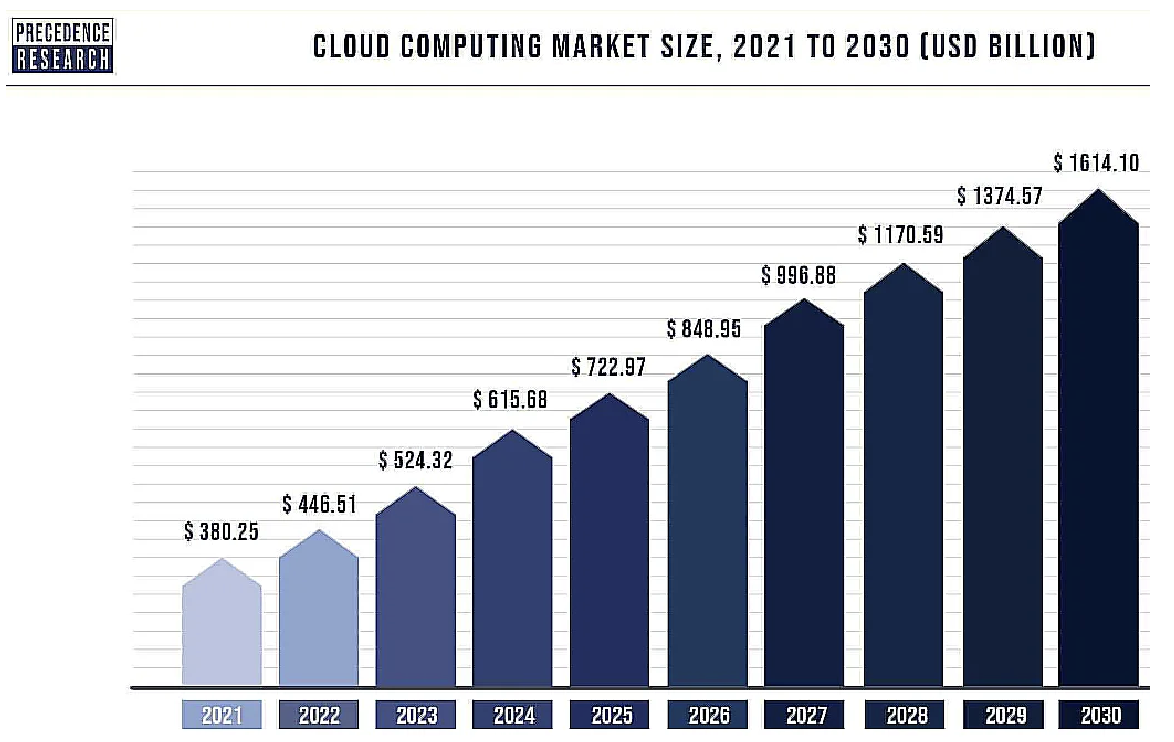 PRECEDENCE
RESEARCH
CLOUD COMPUTING MARKET SIZE, 2021 TO 2030 (USD BILLION)
$ 380.25
$ 446.51
$ 524.32
$ 615.68
$ 722.97
$ 848.95
$ 996.88
$ 1170.59
$ 1374.57
$ 1614.10
2021 2022 2023 2024 2025 2026 2027 2028 2029 2030